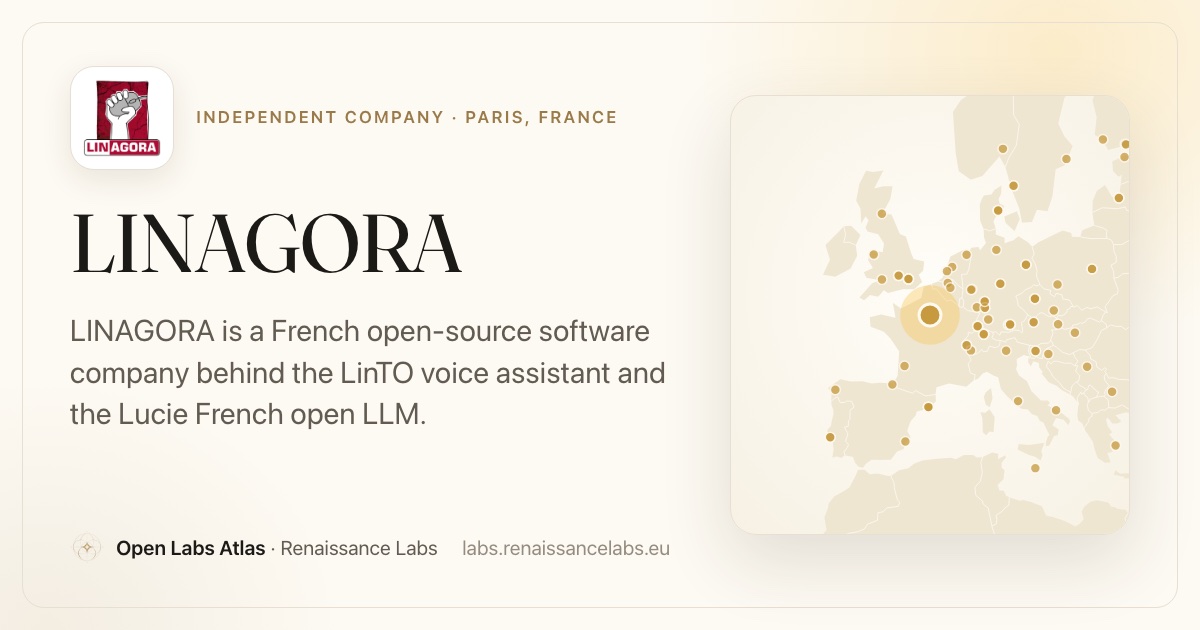 LINAGORA
INDEPENDENT COMPANY · PARIS, FRANCE
LINAGORA
LINAGORA is a French open-source software
company behind the LinTO voice assistant and
the Lucie French open LLM.
Open Labs Atlas · Renaissance Labs labs.renaissancelabs.eu